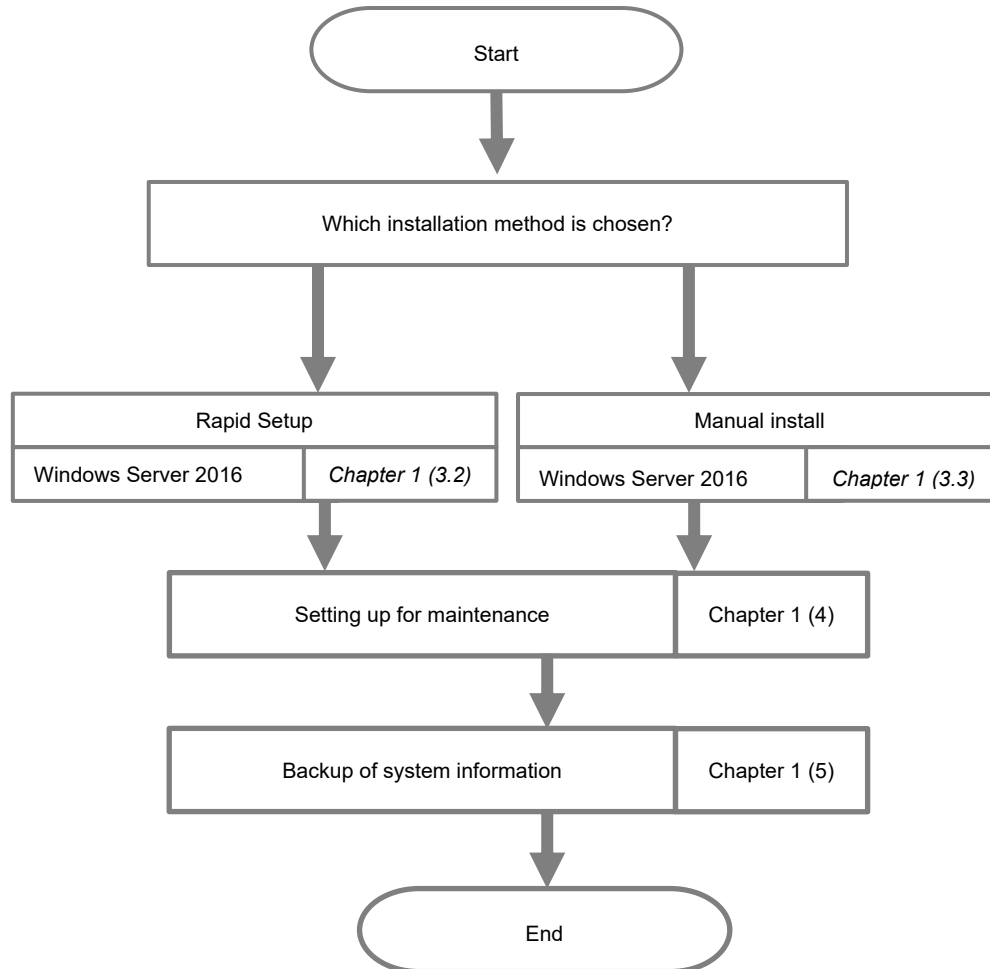 Start
Which installation method is chosen?
Rapid Setup
Windows Server 2016
Chapter 1 (3.2)
Manual install
Windows Server 2016
Chapter 1 (3.3)
Setting up for maintenance
Chapter 1 (4)
Backup of system information
Chapter 1 (5)
End